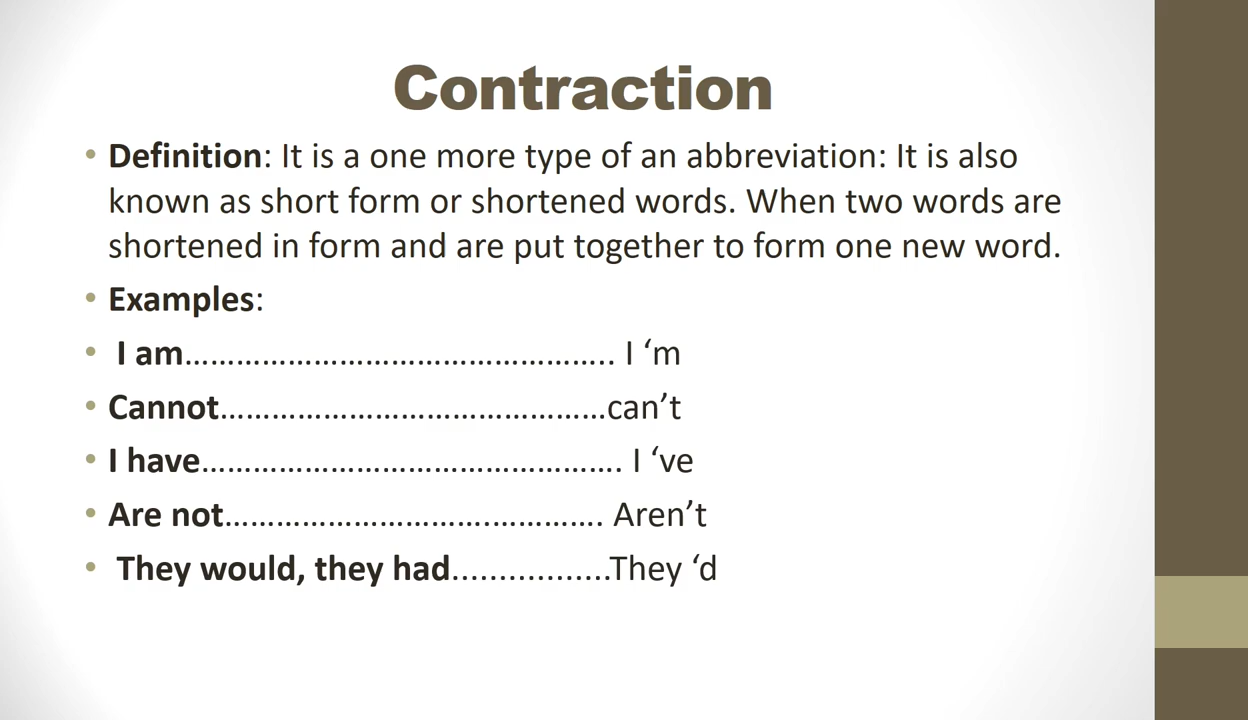 Contraction
• Definition: It is a one more type of an abbreviation: It is also
known as short form or shortened words. When two words are
shortened in form and are put together to form one new word.
• Examples:
• I am…………………………………………….. I ‘m
• Cannot………………………………………can’t
• I have…………………………………………. I ‘ve
• Are not………………………….…………. Aren’t
• They would, they had.................They ‘d